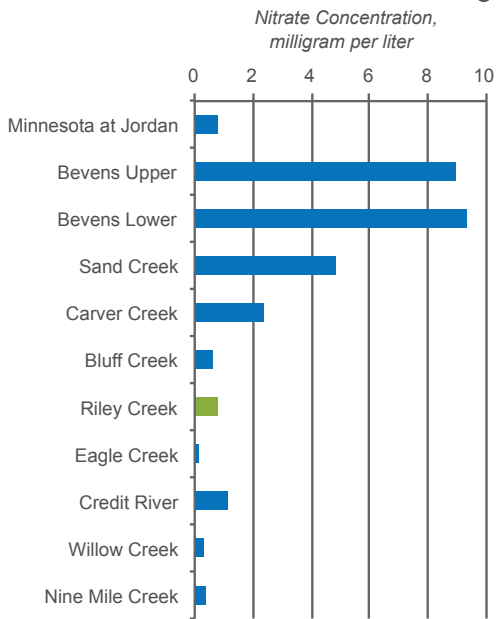 Nitrate Concentration,
milligram per liter
0 2 4 6 8 10
Minnesota at Jordan
Bevens Upper
Bevens Lower
Sand Creek
Carver Creek
Bluff Creek
Riley Creek
Eagle Creek
Credit River
Willow Creek
Nine Mile Creek